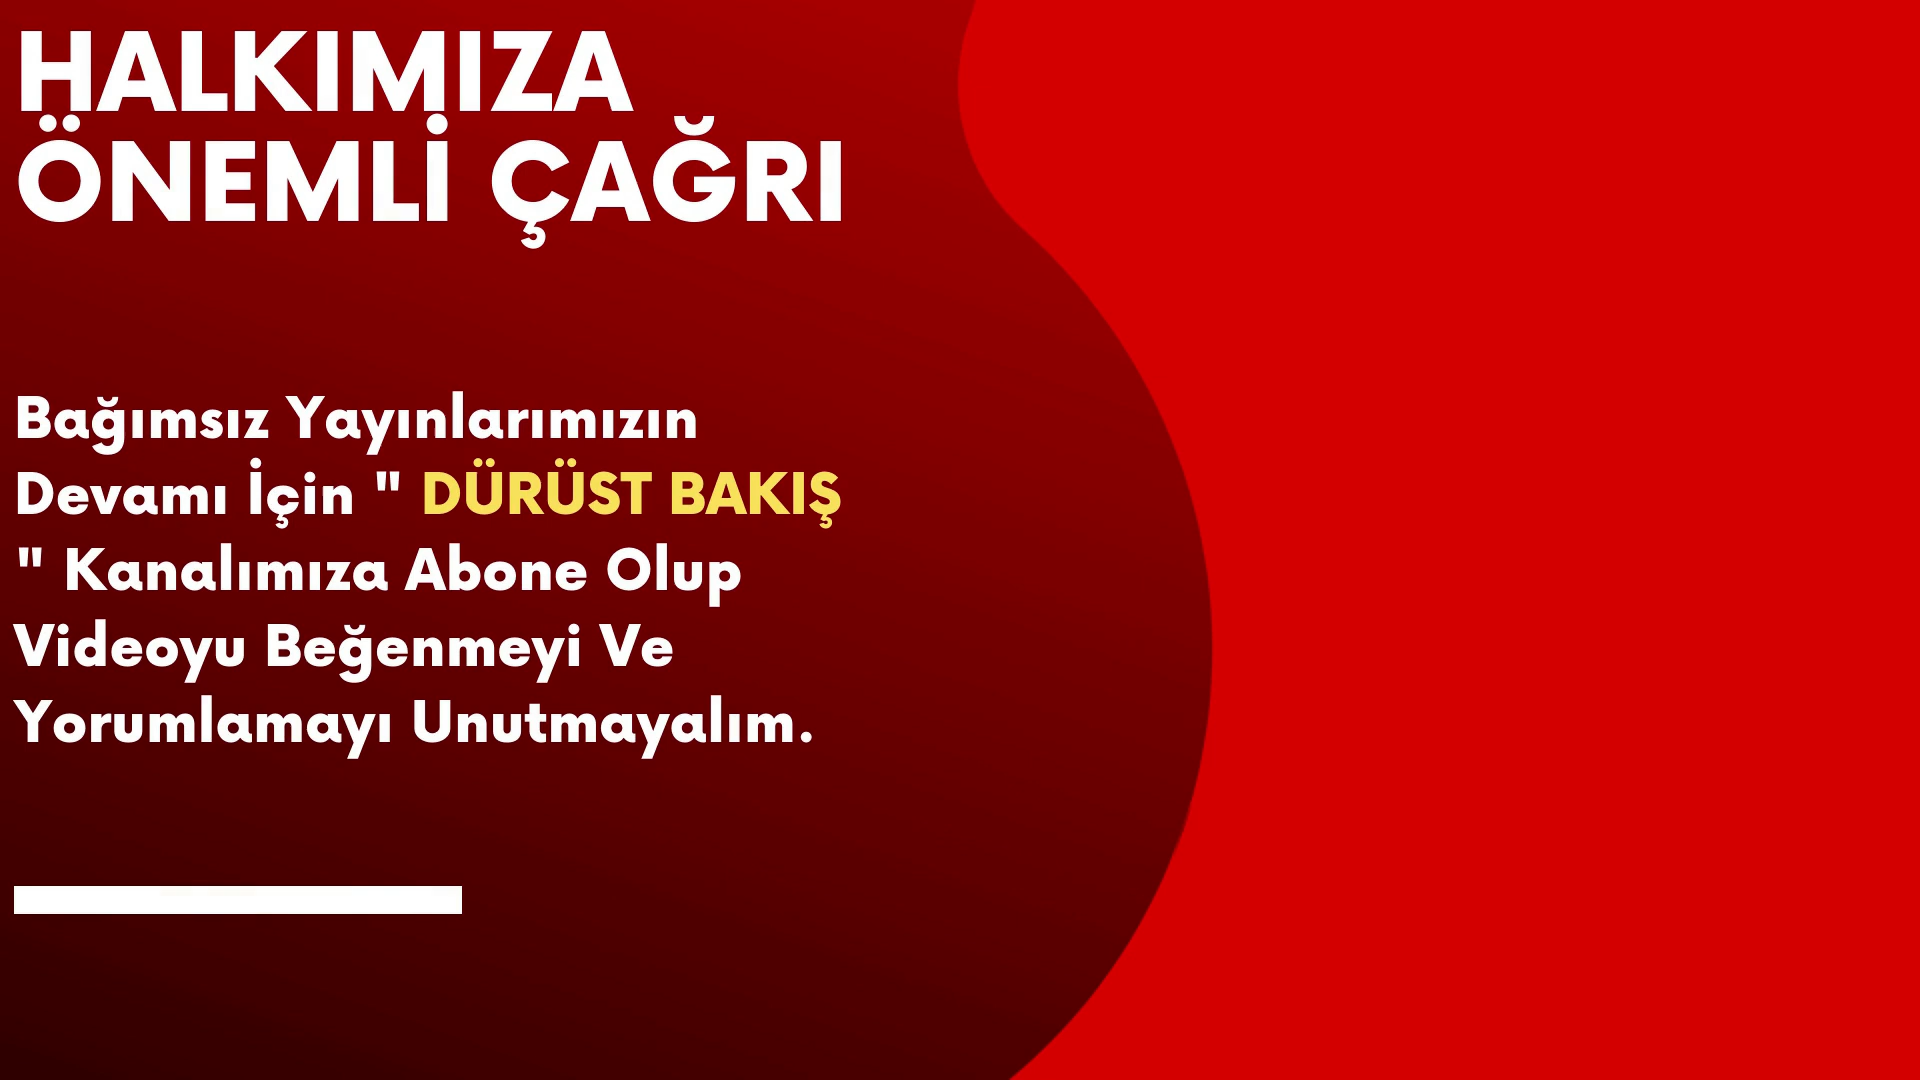 HALKIMIZA
ÖNEMLİ ÇAĞRI
Bağımsız Yayınlarımızın
Devamı İçin " DÜRÜST BAKIŞ
" Kanalımıza Abone Olup
Videoyu Beğenmeyi Ve
Yorumlamayı Unutmayalım.